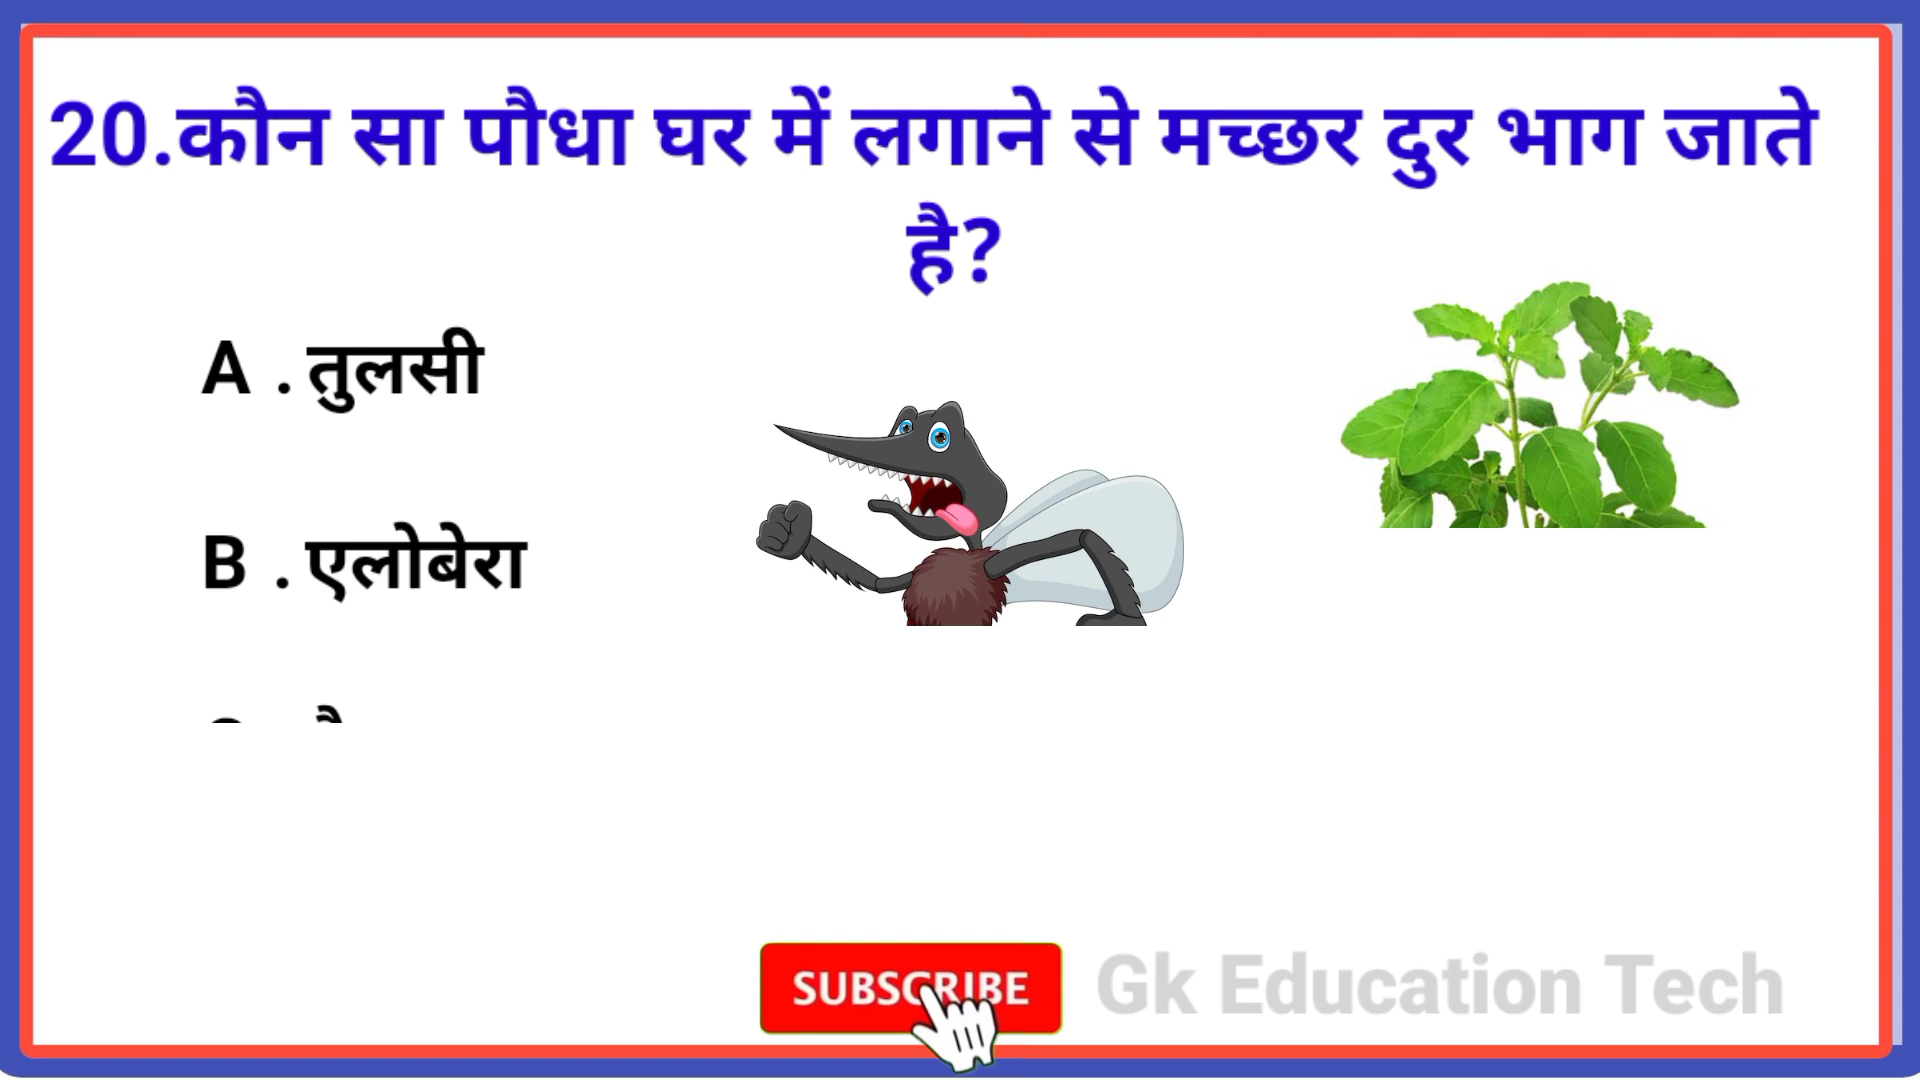 20.कौन सा पौधा घर में लगाने से मच्छर दुर भाग जाते
है?
A . तुलसी
B . एलोबेरा
SUBSCRIBE
Gk Education Tech